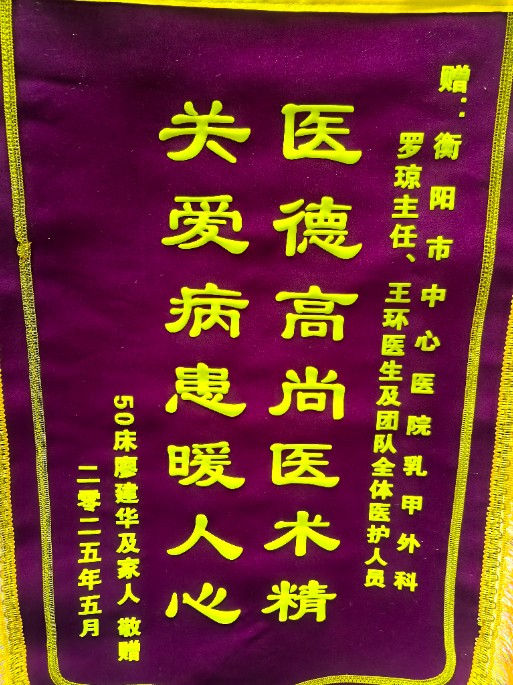 赠：衡阳市中心医院乳甲外科
罗琼主任、王环医生及团队全体医护人员
医德高尚医术精
关爱病患暖人心
50床廖建华及家人 敬赠
二零二五年五月